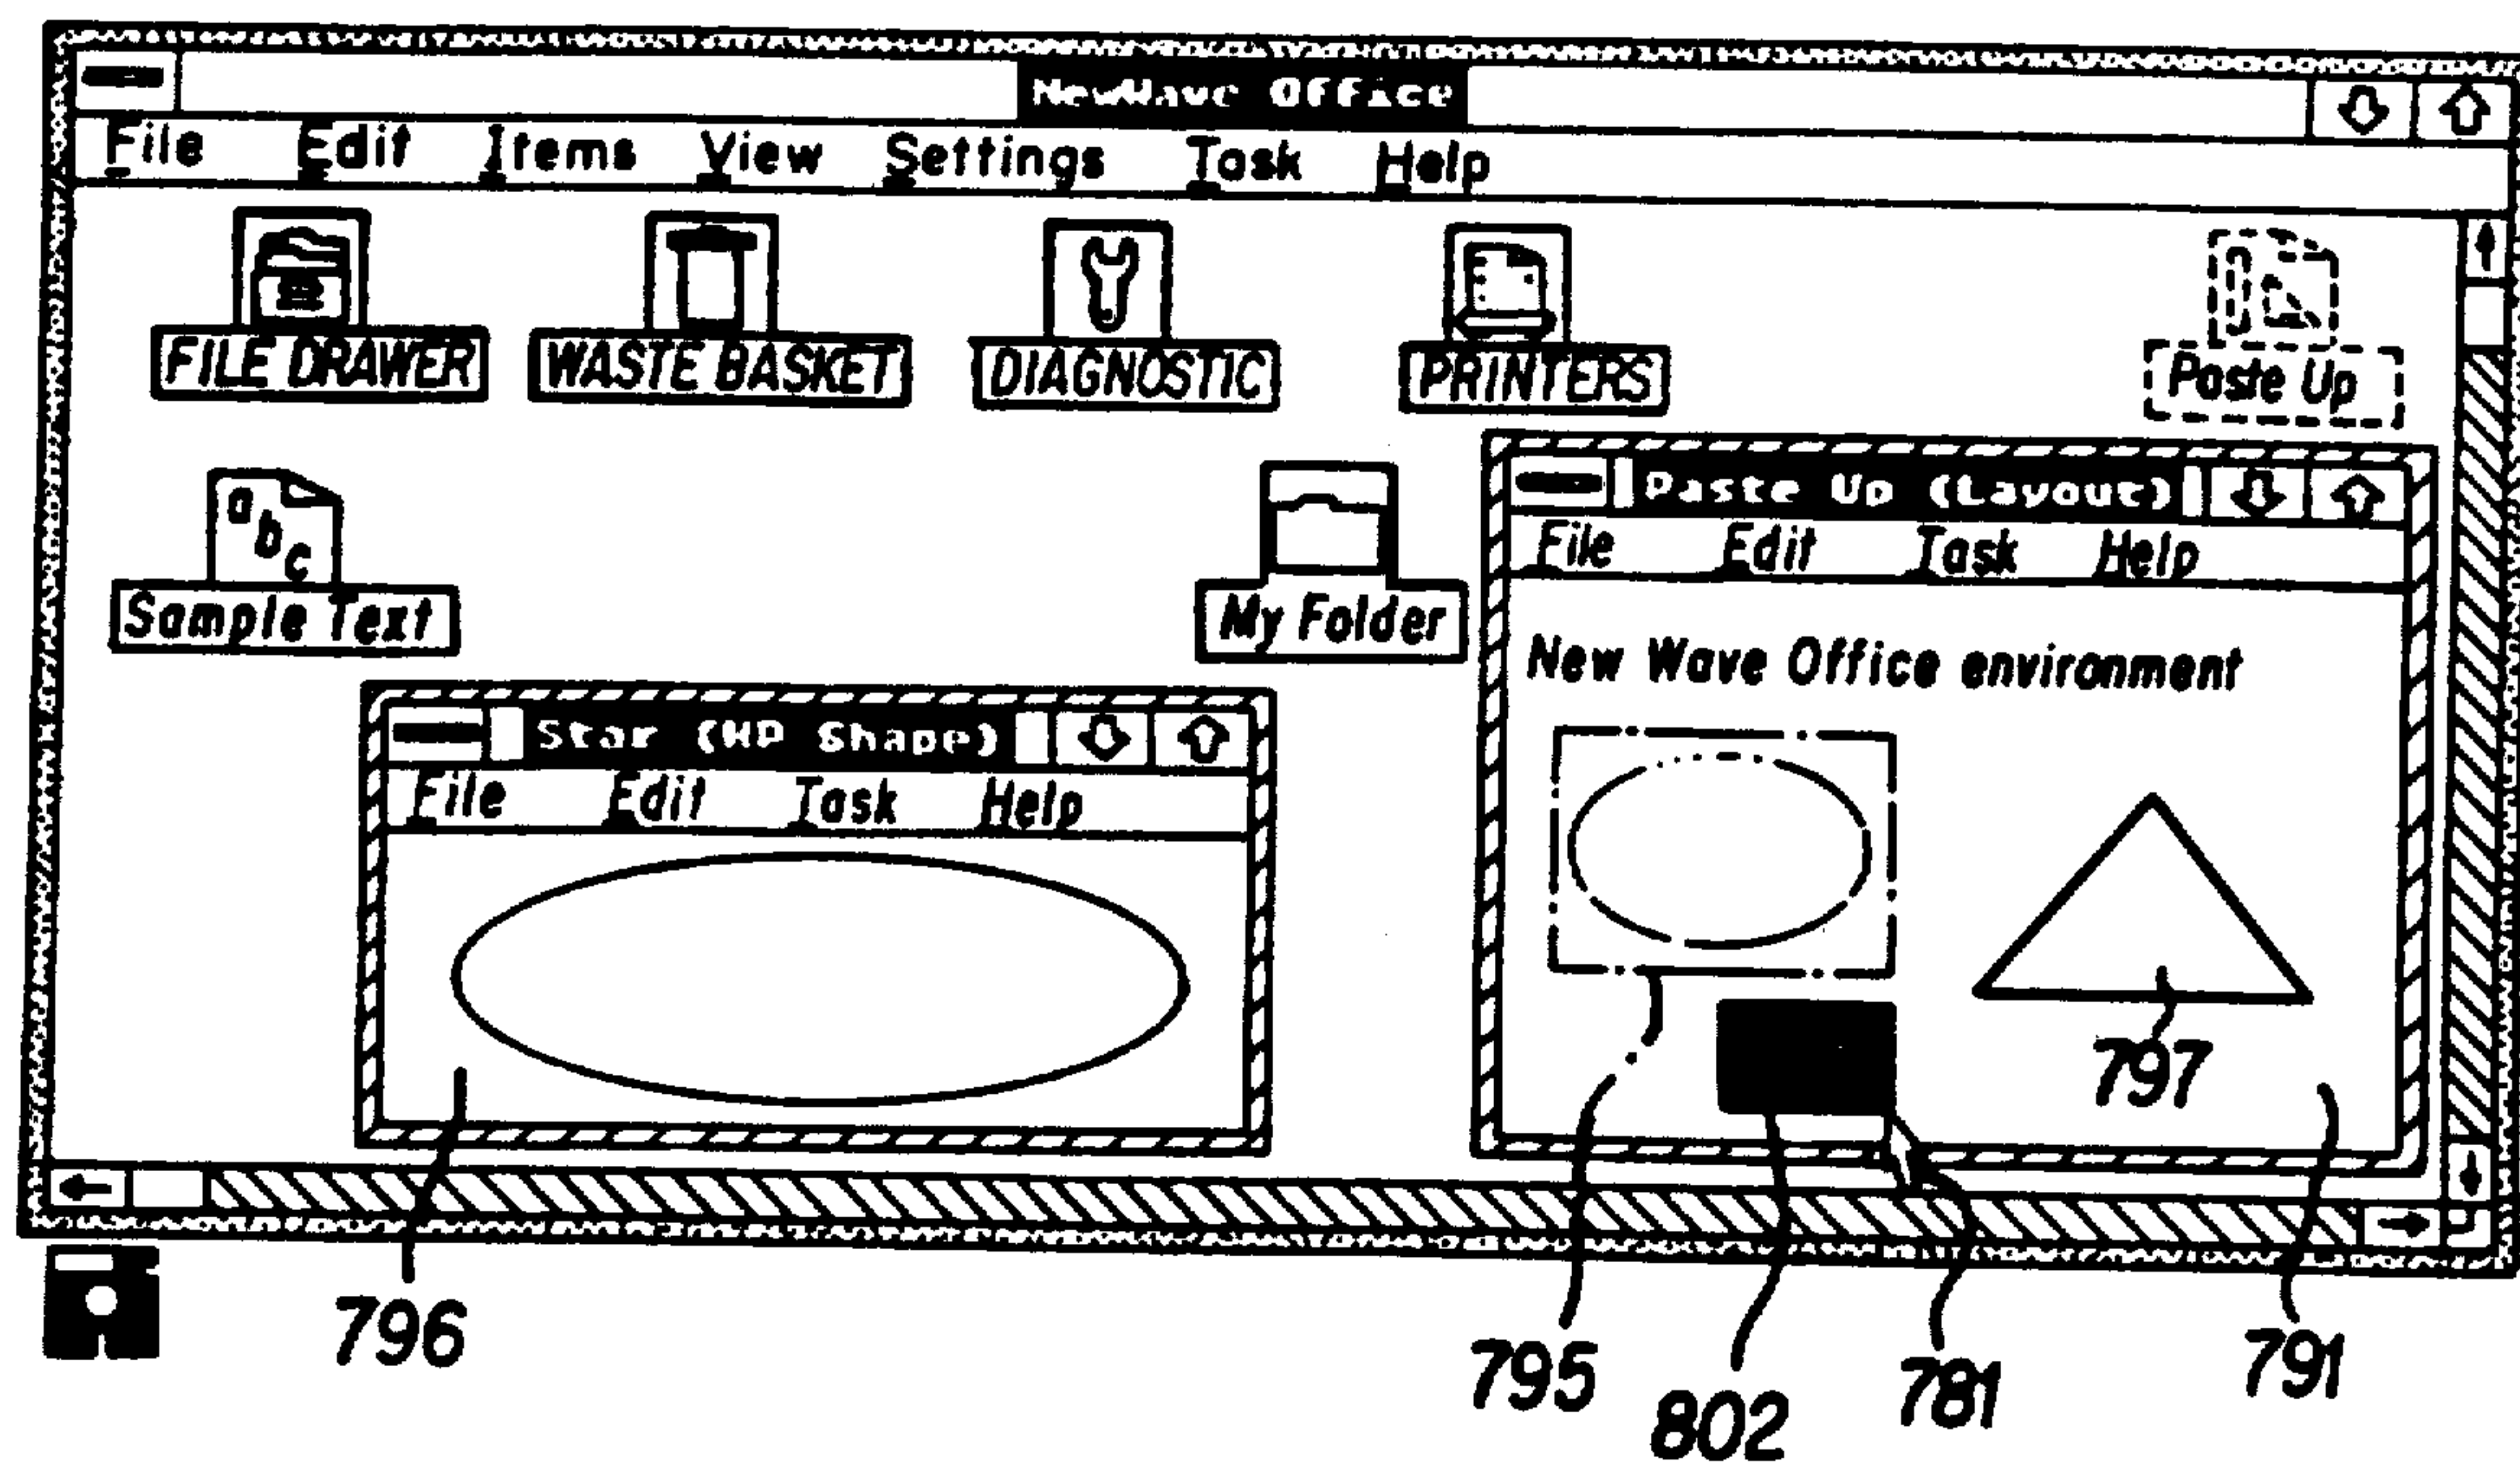 NewWave Office
File Edit Items View Settings Task Help
FILE DRAWER WASTE BASKET DIAGNOSTIC PRINTERS Paste Up
Paste Up (Layout)
File Edit Task Help
a
b
c
Sample Text My Folder
New Wave Office environment
Star (HP Shape)
File Edit Task Help
797
796 795 802 781 791